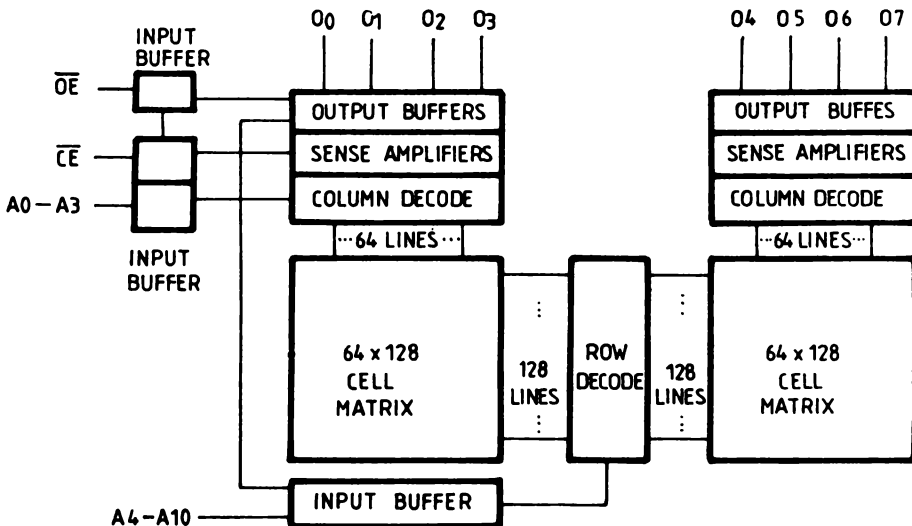 O0 O1 O2 O3
O4 O5 O6 O7
INPUT
BUFFER
OE
OUTPUT BUFFERS
OUTPUT BUFFES
CE
SENSE AMPLIFIERS
SENSE AMPLIFIERS
A0-A3
COLUMN DECODE
COLUMN DECODE
INPUT
BUFFER
···64 LINES···
···64 LINES···
64 x 128
CELL
MATRIX
128
LINES
ROW
DECODE
128
LINES
64 x 128
CELL
MATRIX
INPUT BUFFER
A4-A10